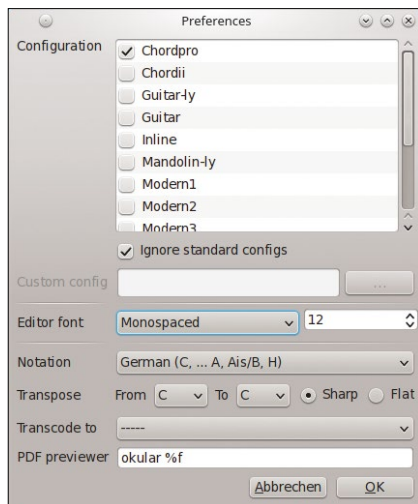 Preferences
Configuration
Chordpro
Chordii
Guitar-ly
Guitar
Inline
Mandolin-ly
Modern1
Modern2
Modern3
Ignore standard configs
Custom config ...
Editor font Monospaced 12
Notation German (C, ... A, Ais/B, H)
Transpose From C To C Sharp Flat
Transcode to -----
PDF previewer okular %f
Abbrechen OK